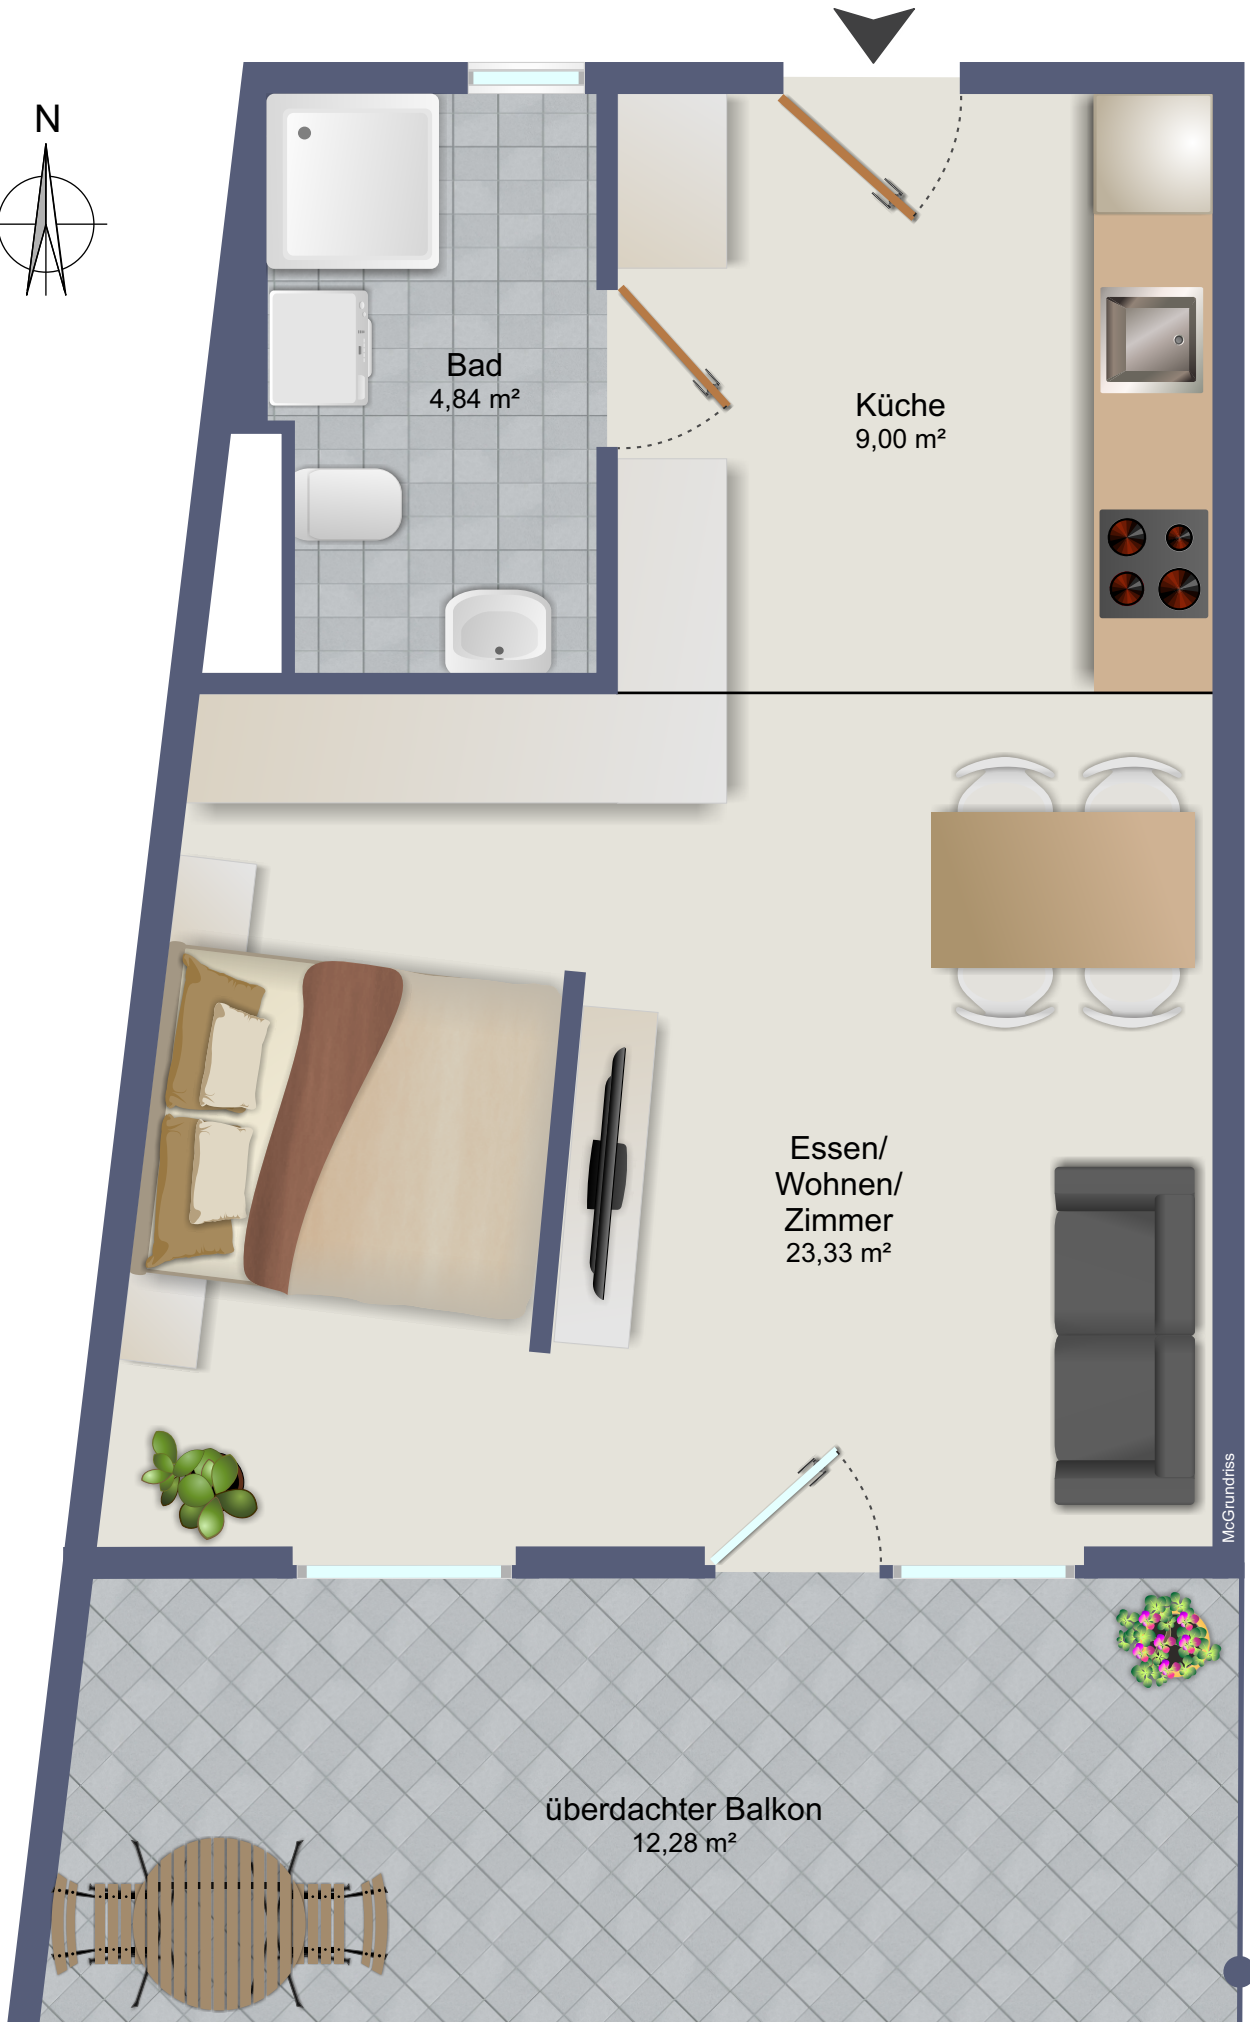 N
Bad
4,84 m²
Küche
9,00 m²
Essen/
Wohnen/
Zimmer
23,33 m²
McGrundriss
überdachter Balkon
12,28 m²